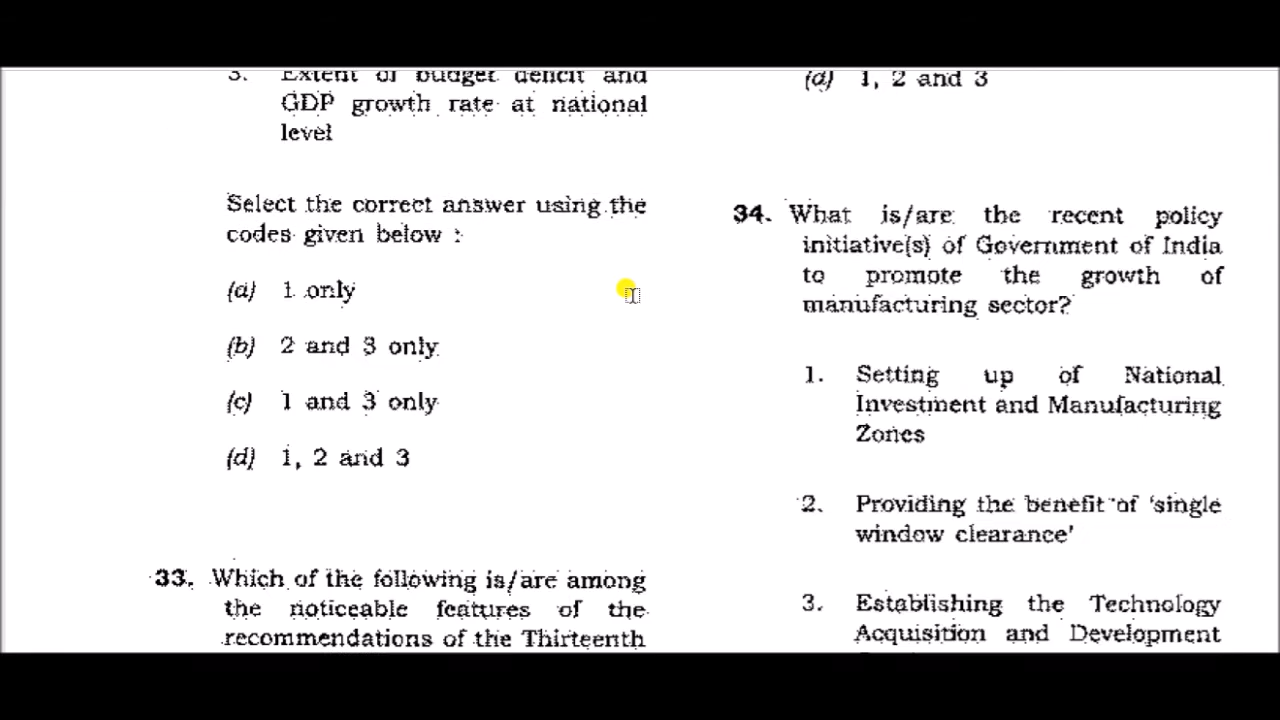 3. Extent of budget deficit and
GDP growth rate at national
level
Select the correct answer using the
codes given below :
(a) 1 only
(b) 2 and 3 only
(c) 1 and 3 only
(d) 1, 2 and 3
33. Which of the following is/are among
the noticeable features of the
recommendations of the Thirteenth
(d) 1, 2 and 3
34. What is/are the recent policy
initiative(s) of Government of India
to promote the growth of
manufacturing sector?
1. Setting up of National
Investment and Manufacturing
Zones
2. Providing the benefit of 'single
window clearance'
3. Establishing the Technology
Acquisition and Development